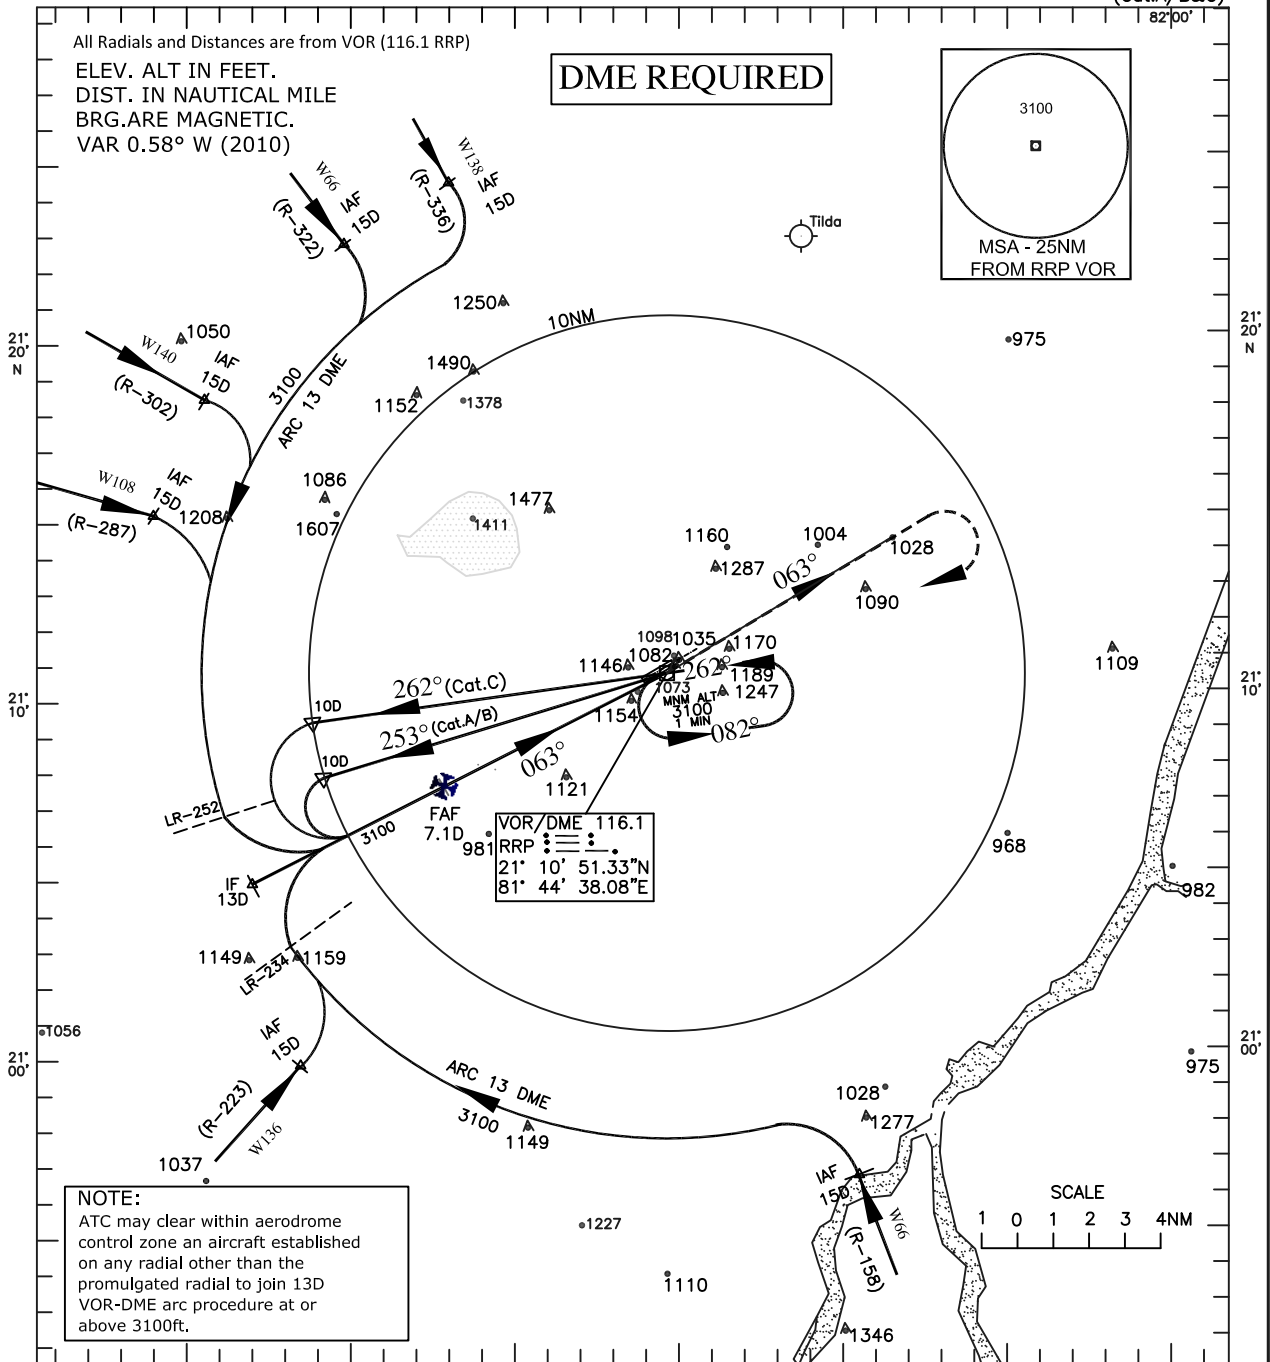 82°00'
All Radials and Distances are from VOR (116.1 RRP)
ELEV. ALT IN FEET.
DIST. IN NAUTICAL MILE
BRG.ARE MAGNETIC.
VAR 0.58° W (2010)
DME REQUIRED
3100
MSA - 25NM
FROM RRP VOR
W138
IAF
15D
(R-336)
W66
IAF
15D
(R-322)
Tilda
1250
10NM
1050
W140
IAF
15D
(R-302)
3100
ARC 13 DME
1490
1152
1378
975
21°
20'
N
21°
20'
N
W108
IAF
15D
(R-287)
1208
1086
1607
1477
1411
1160
1287
1004
1028
063°
1090
1098
1035
1170
1082
1146
262°
1189
1073
1247
1154
MNM ALT
3100
1 MIN
082°
1109
262° (Cat.C)
10D
253° (Cat.A/B)
10D
063°
21°
10'
21°
10'
1121
LR-252
FAF
7.1D
3100
981
VOR/DME 116.1
RRP
21° 10' 51.33"N
81° 44' 38.08"E
968
982
IF
13D
1149
1159
LR-234
1056
IAF
15D
(R-223)
W136
21°
00'
21°
00'
ARC 13 DME
3100
1149
1028
1277
975
1037
IAF
15D
W66
(R-158)
1227
1110
1346
SCALE
1 0 1 2 3 4NM
NOTE:
ATC may clear within aerodrome
control zone an aircraft established
on any radial other than the
promulgated radial to join 13D
VOR-DME arc procedure at or
above 3100ft.